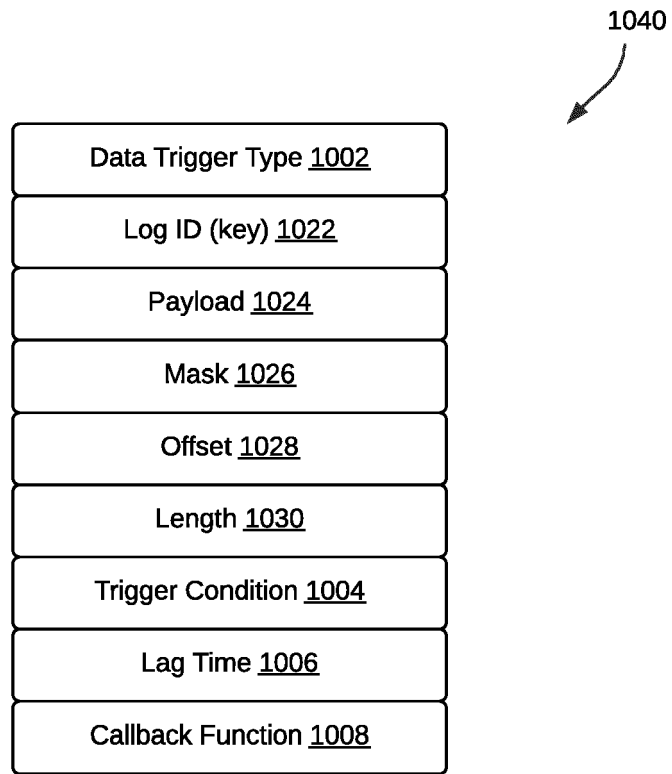 1040
Data Trigger Type 1002
Log ID (key) 1022
Payload 1024
Mask 1026
Offset 1028
Length 1030
Trigger Condition 1004
Lag Time 1006
Callback Function 1008